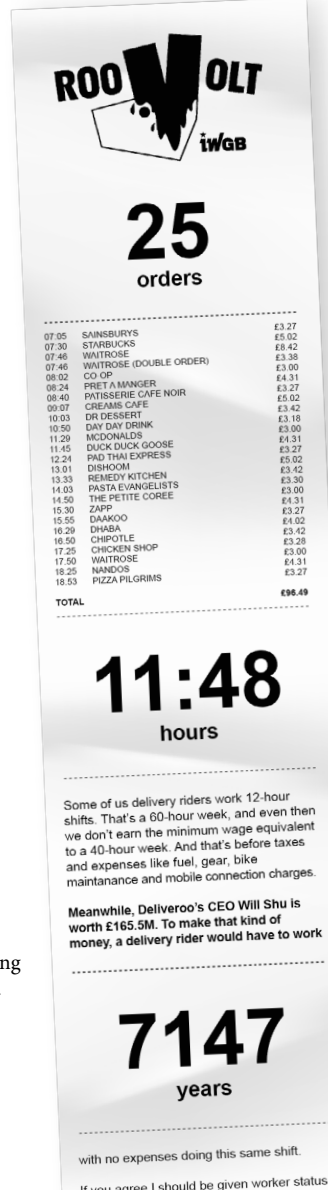 ROO VOLT
IWGB
25
orders
07:05 SAINSBURYS £3.27
07:30 STARBUCKS £5.02
07:46 WAITROSE £8.42
07:46 WAITROSE (DOUBLE ORDER) £3.38
08:02 CO OP £3.00
08:24 PRET A MANGER £4.31
08:40 PATISSERIE CAFE NOIR £3.27
09:07 CREAMS CAFE £5.02
10:03 DR DESSERT £3.42
10:50 DAY DAY DRINK £3.18
11.29 MCDONALDS £3.00
11.45 DUCK DUCK GOOSE £4.31
12.24 PAD THAI EXPRESS £3.27
13.01 DISHOOM £5.02
13.33 REMEDY KITCHEN £3.42
14.03 PASTA EVANGELISTS £3.30
14.50 THE PETITE COREE £3.00
15.30 ZAPP £4.31
15.55 DAAKOO £3.27
16.29 DHABA £4.02
16.50 CHIPOTLE £3.42
17.25 CHICKEN SHOP £3.28
17.50 WAITROSE £3.00
18.25 NANDOS £4.31
18.53 PIZZA PILGRIMS £3.27
TOTAL £96.49
11:48
hours
Some of us delivery riders work 12-hour
shifts. That's a 60-hour week, and even then
we don't earn the minimum wage equivalent
to a 40-hour week. And that's before taxes
and expenses like fuel, gear, bike
maintanance and mobile connection charges.
Meanwhile, Deliveroo's CEO Will Shu is
worth £165.5M. To make that kind of
money, a delivery rider would have to work
ng
7147
years
with no expenses doing this same shift.
If you agree I should be given worker status